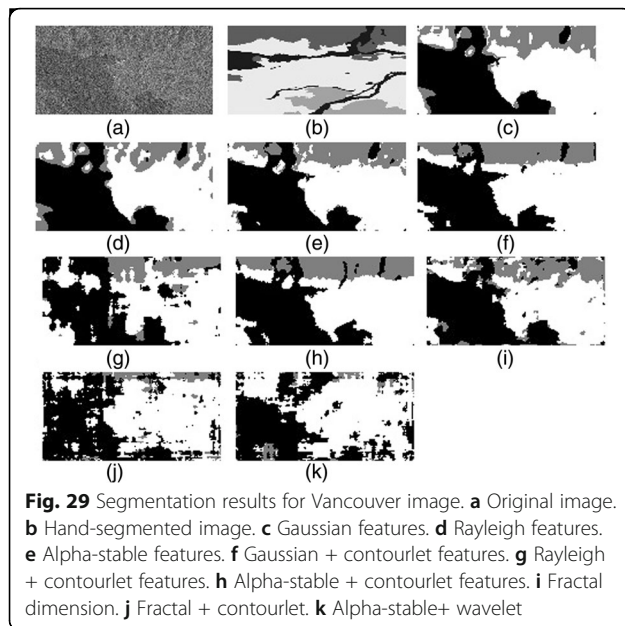 (a) (b) (c)
(d) (e) (f)
(g) (h) (i)
(j) (k)
Fig. 29 Segmentation results for Vancouver image. a Original image.
b Hand-segmented image. c Gaussian features. d Rayleigh features.
e Alpha-stable features. f Gaussian + contourlet features. g Rayleigh
+ contourlet features. h Alpha-stable + contourlet features. i Fractal
dimension. j Fractal + contourlet. k Alpha-stable+ wavelet